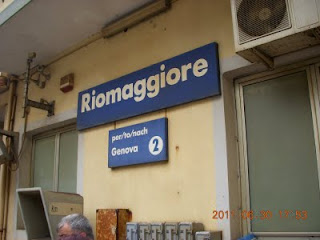 Riomaggiore
per/to/nach
Genova 2